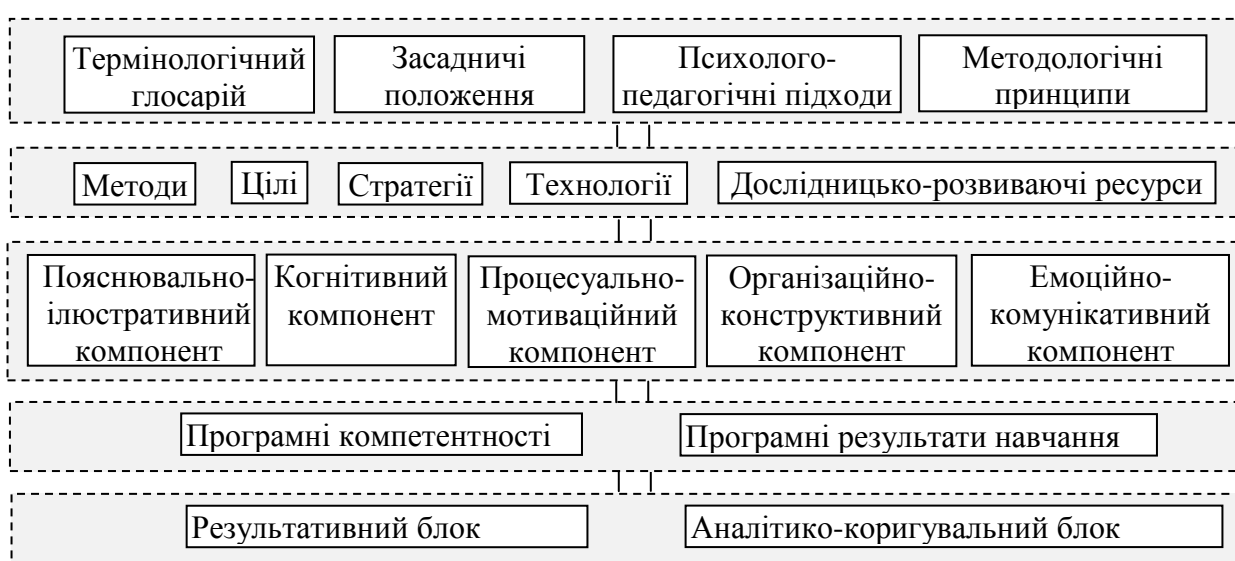 Термінологічний
глосарій
Засадничі
положення
Психолого-
педагогічні підходи
Методологічні
принципи
Методи
Цілі
Стратегії
Технології
Дослідницько-розвиваючі ресурси
Пояснювально-
ілюстративний
компонент
Когнітивний
компонент
Процесуально-
мотиваційний
компонент
Організаційно-
конструктивний
компонент
Емоційно-
комунікативний
компонент
Програмні компетентності
Програмні результати навчання
Результативний блок
Аналітико-коригувальний блок